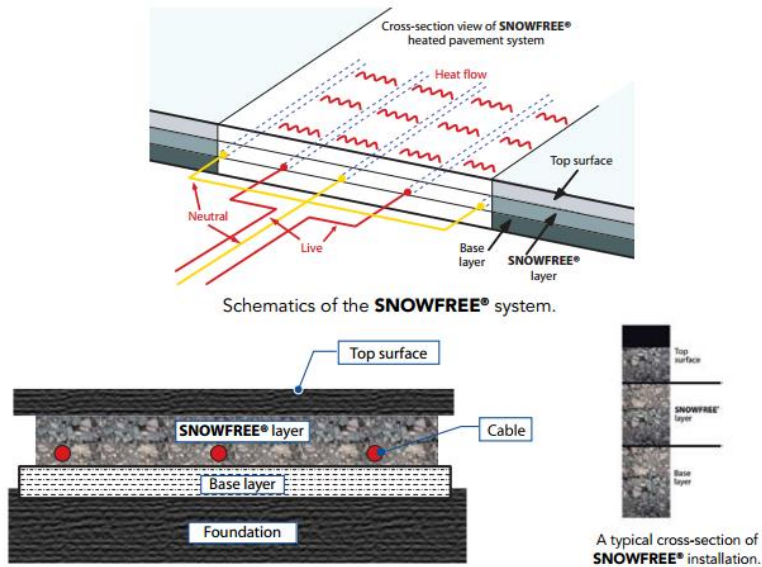 Cross-section view of SNOWFREE®
heated pavement system
Heat flow
Top surface
Neutral
Live
Base
layer
SNOWFREE®
layer
Schematics of the SNOWFREE® system.
Top surface
SNOWFREE® layer
Cable
Base layer
Foundation
Top
surface
SNOWFREE®
layer
Base
layer
A typical cross-section of
SNOWFREE® installation.